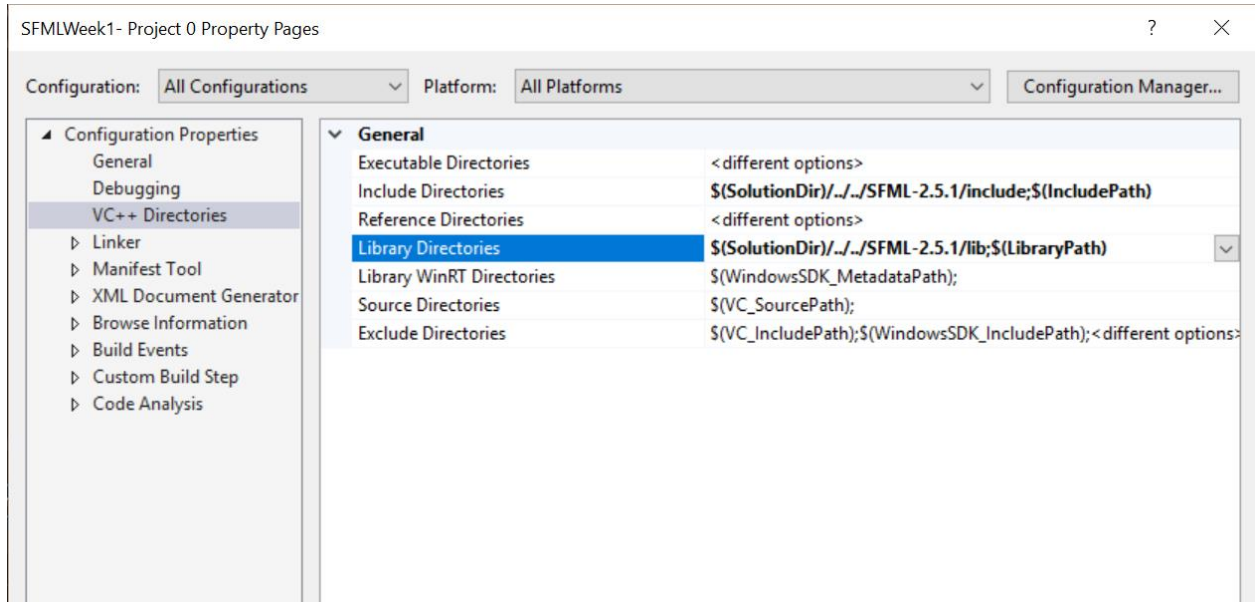 SFMLWeek1- Project 0 Property Pages
?
Configuration: All Configurations Platform: All Platforms Configuration Manager...
Configuration Properties
General
Debugging
VC++ Directories
Linker
Manifest Tool
XML Document Generator
Browse Information
Build Events
Custom Build Step
Code Analysis
General
Executable Directories <different options>
Include Directories $(SolutionDir)/../../SFML-2.5.1/include;$(IncludePath)
Reference Directories <different options>
Library Directories $(SolutionDir)/../../SFML-2.5.1/lib;$(LibraryPath)
Library WinRT Directories $(WindowsSDK_MetadataPath);
Source Directories $(VC_SourcePath);
Exclude Directories $(VC_IncludePath);$(WindowsSDK_IncludePath);<different options>